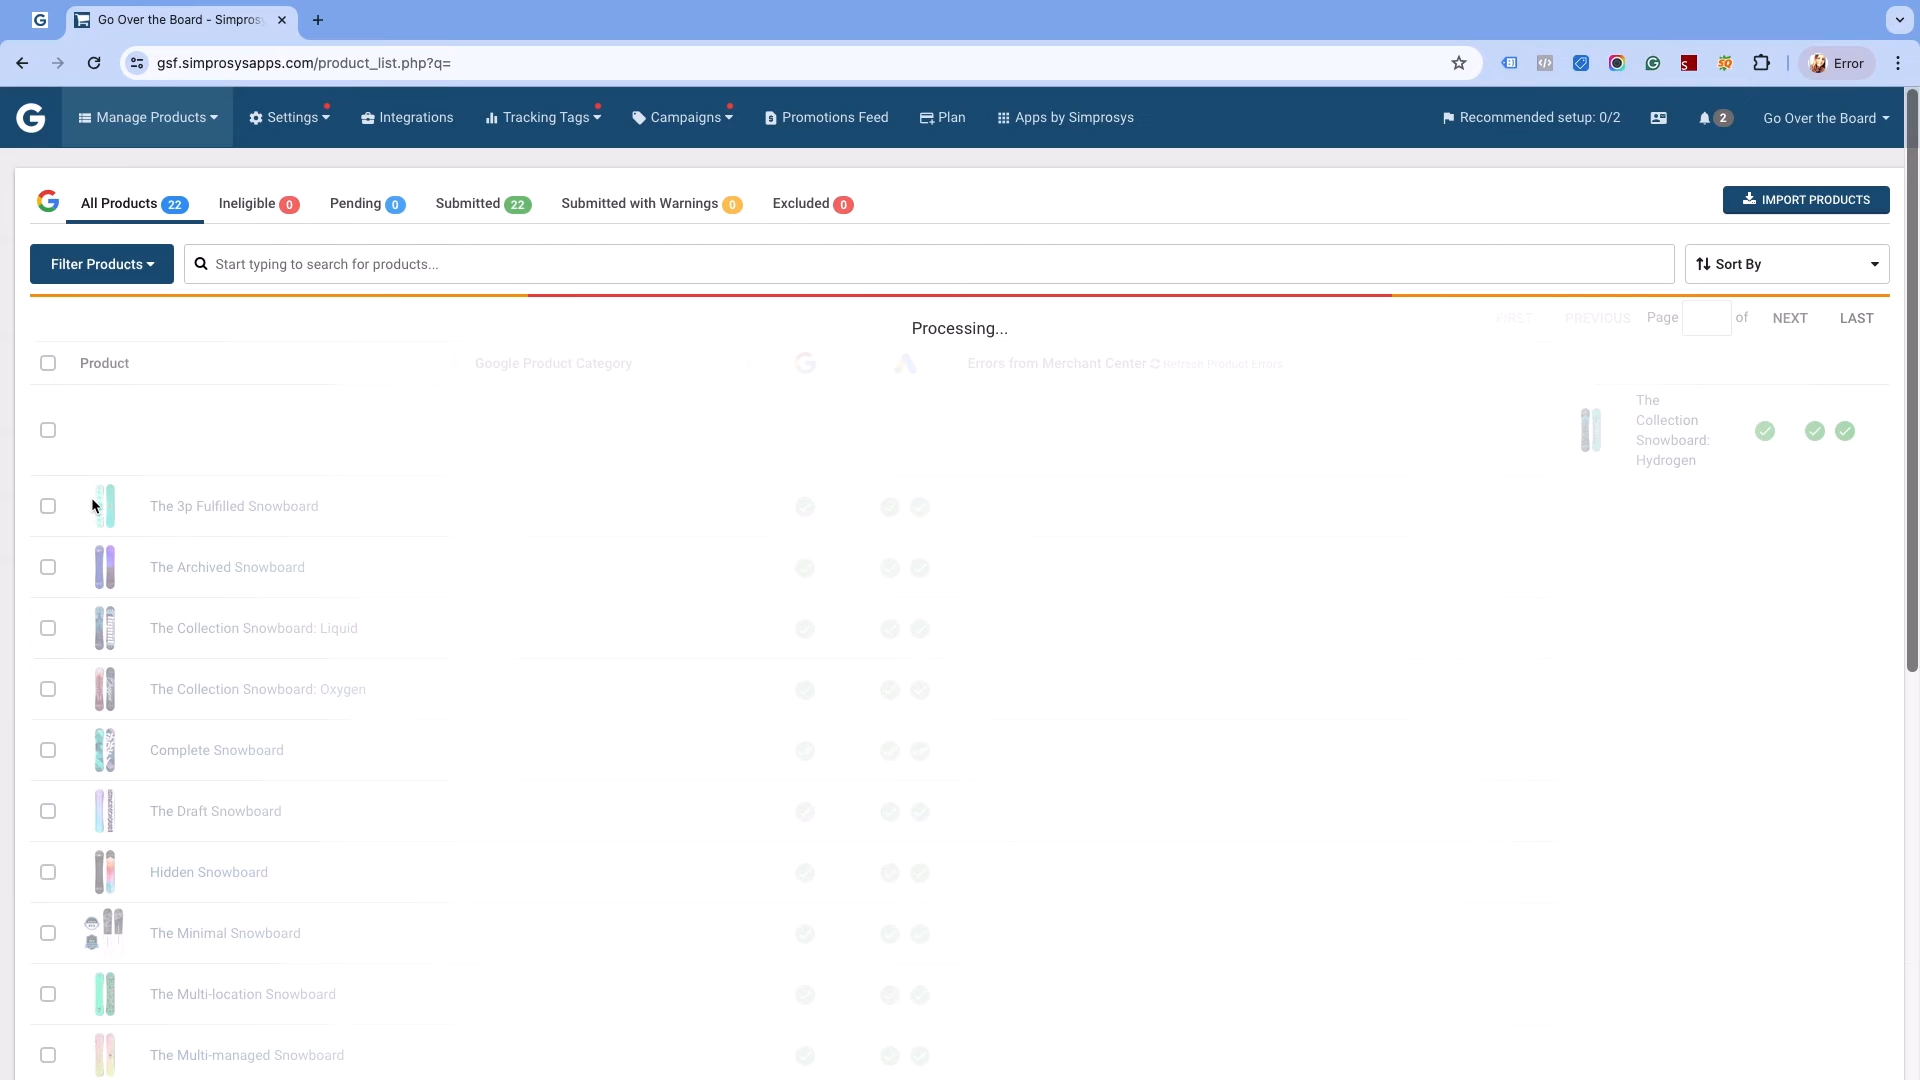 Go Over the Board - Simprosy
gsf.simprosysapps.com/product_list.php?q=
Error
G Manage Products Settings Integrations Tracking Tags Campaigns Promotions Feed Plan Apps by Simprosys Recommended setup: 0/2 2 Go Over the Board
All Products 22 Ineligible 0 Pending 0 Submitted 22 Submitted with Warnings 0 Excluded 0 IMPORT PRODUCTS
Filter Products Start typing to search for products... Sort By
Processing... FIRST PREVIOUS Page of NEXT LAST
Product Google Product Category Errors from Merchant Center Refresh Product Errors
The
Collection
Snowboard:
Hydrogen
The 3p Fulfilled Snowboard
The Archived Snowboard
The Collection Snowboard: Liquid
The Collection Snowboard: Oxygen
Complete Snowboard
The Draft Snowboard
Hidden Snowboard
The Minimal Snowboard
The Multi-location Snowboard
The Multi-managed Snowboard